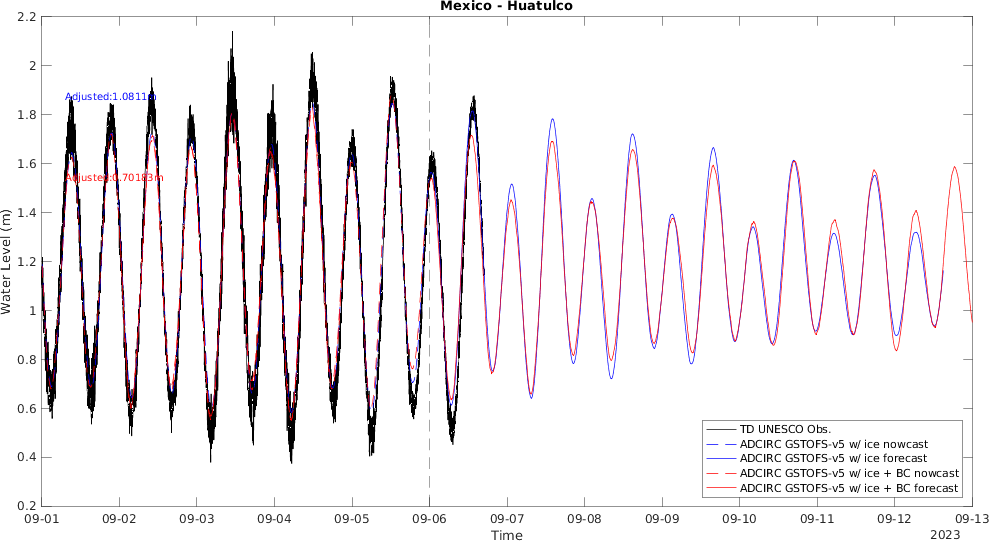 Mexico - Huatulco
2.2
2
1.8
1.6
1.4
1.2
1
0.8
0.6
0.4
0.2
Water Level (m)
Adjusted:1.0811m
Adjusted:0.70183m
TD UNESCO Obs.
ADCIRC GSTOFS-v5 w/ ice nowcast
ADCIRC GSTOFS-v5 w/ ice forecast
ADCIRC GSTOFS-v5 w/ ice + BC nowcast
ADCIRC GSTOFS-v5 w/ ice + BC forecast
09-01 09-02 09-03 09-04 09-05 09-06 09-07 09-08 09-09 09-10 09-11 09-12 09-13
Time
2023